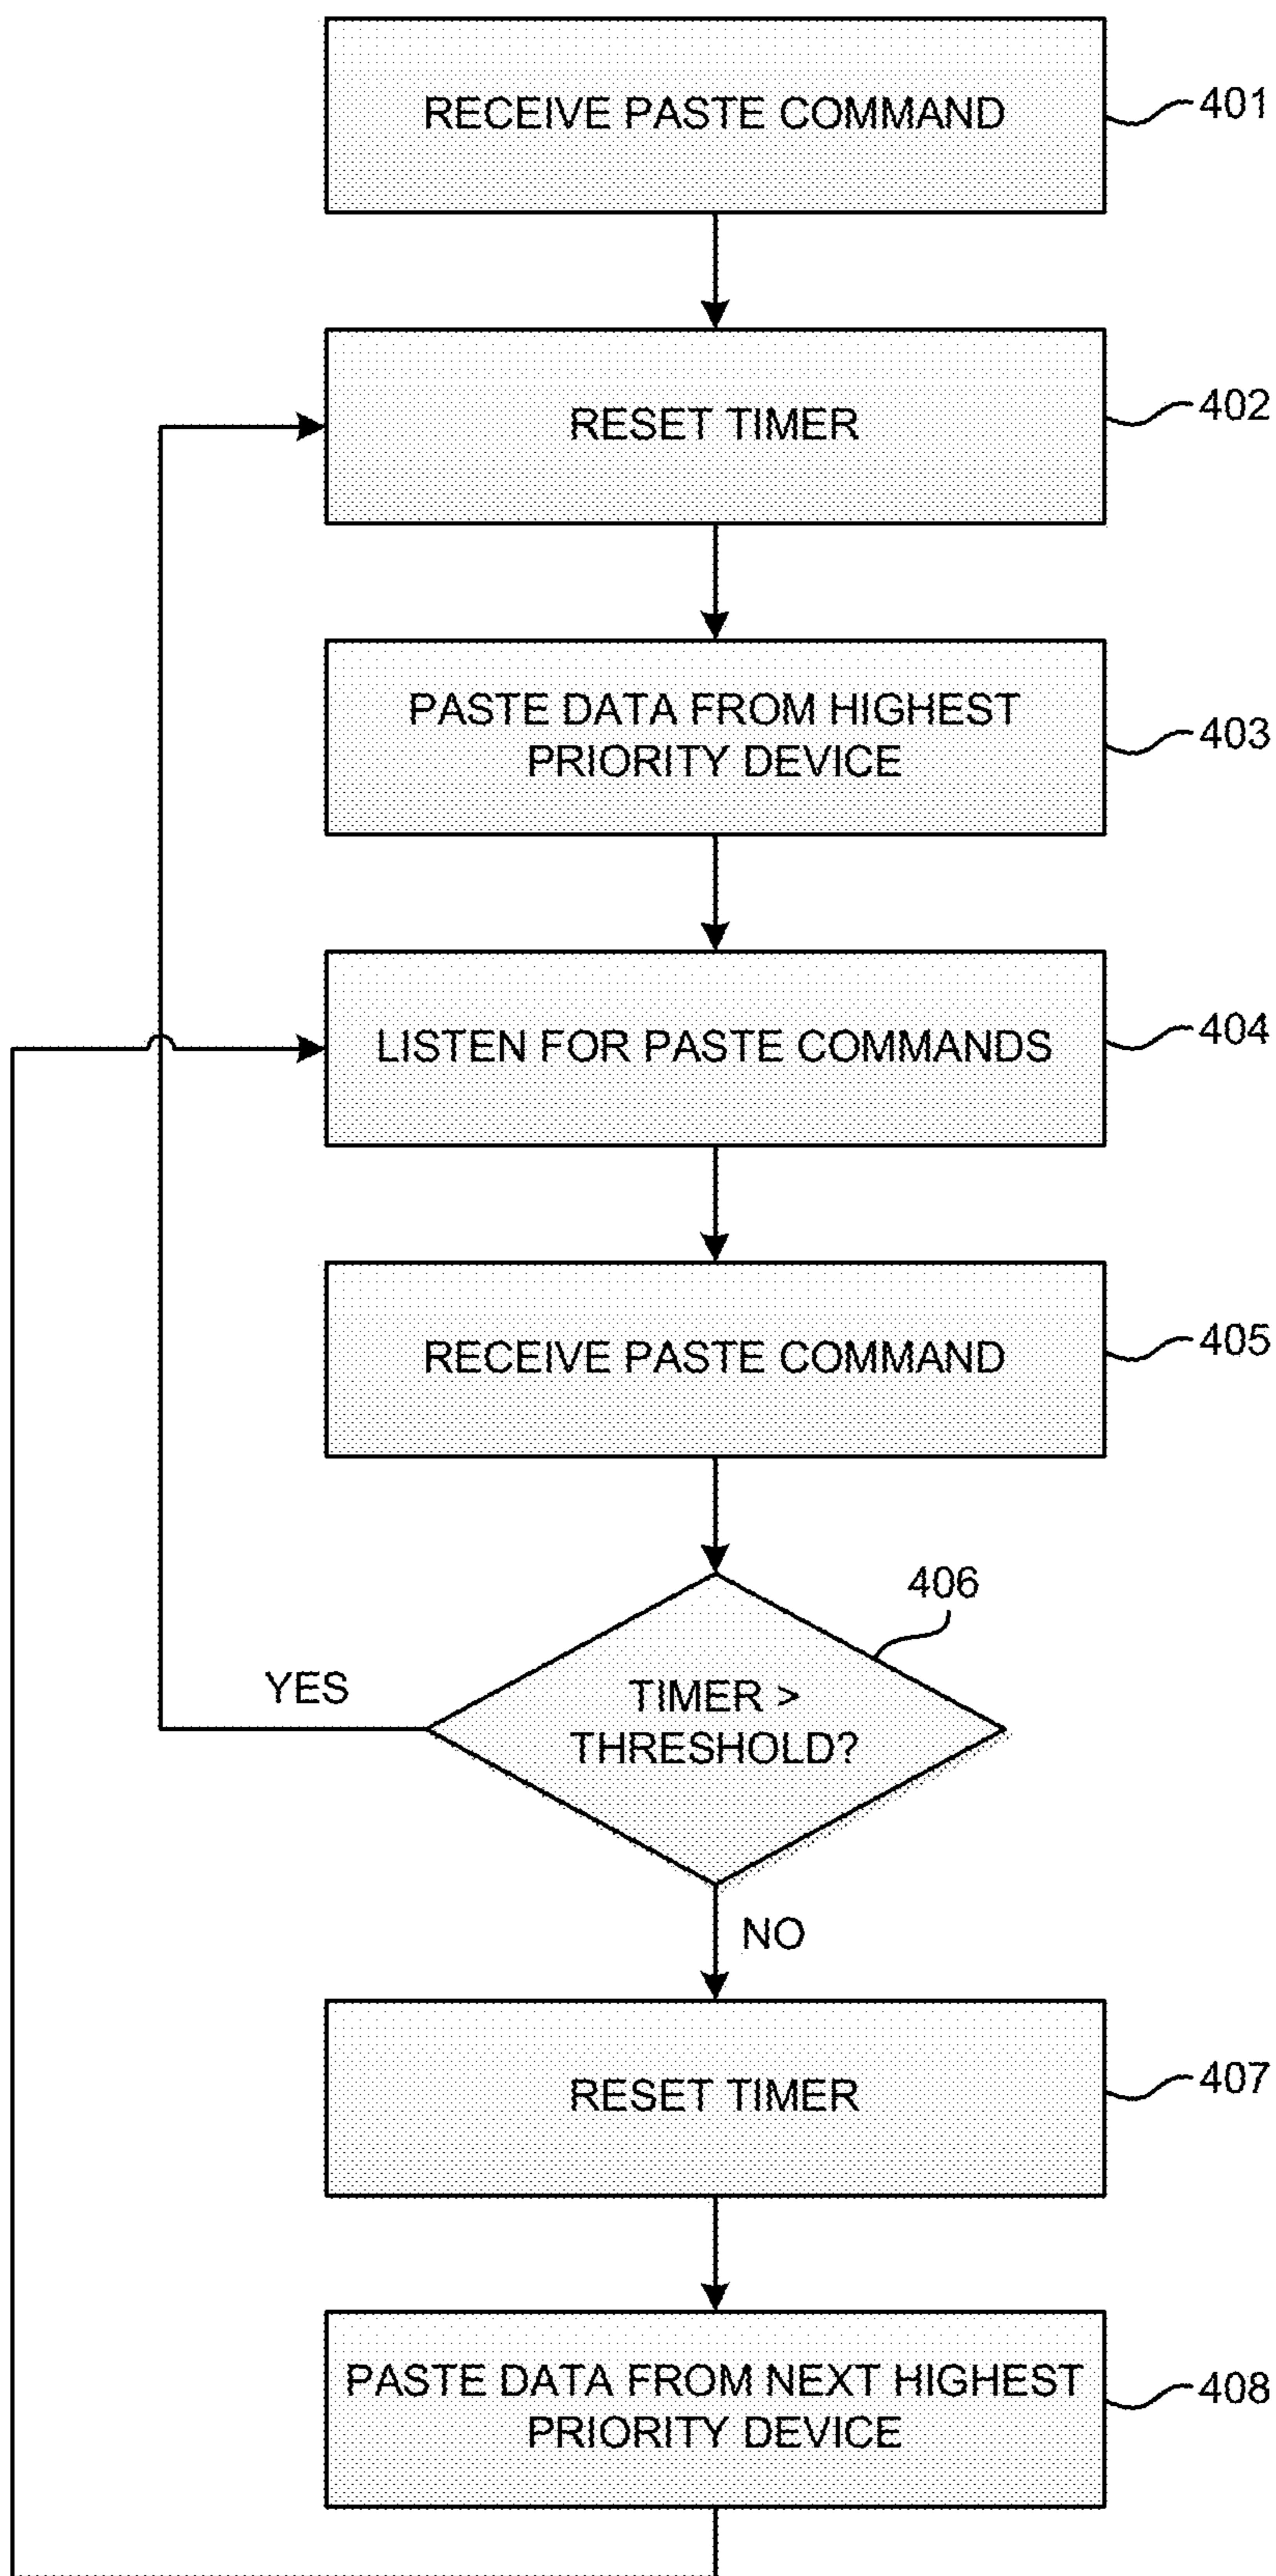 RECEIVE PASTE COMMAND
401
RESET TIMER
402
PASTE DATA FROM HIGHEST
PRIORITY DEVICE
403
LISTEN FOR PASTE COMMANDS
404
RECEIVE PASTE COMMAND
405
406
TIMER >
THRESHOLD?
YES
NO
RESET TIMER
407
PASTE DATA FROM NEXT HIGHEST
PRIORITY DEVICE
408